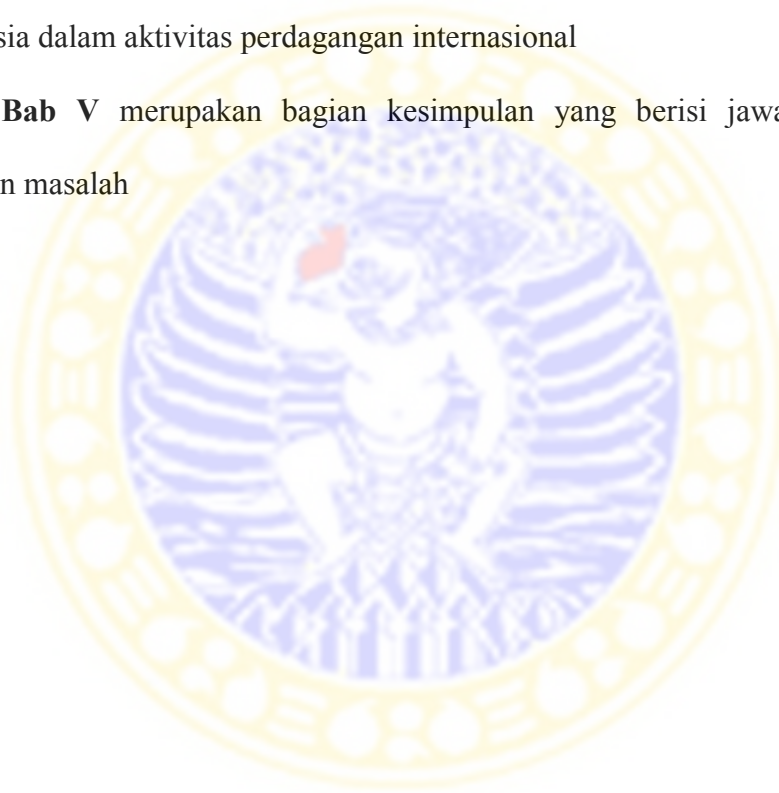 sia dalam aktivitas perdagangan internasional
Bab V merupakan bagian kesimpulan yang berisi jawa
n masalah